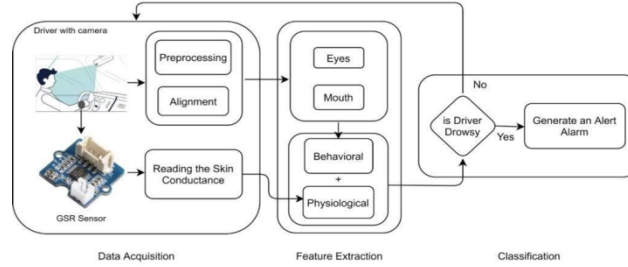 Driver with camera
Preprocessing
Alignment
GSR Sensor
Reading the Skin
Conductance
Eyes
Mouth
Behavioral
+
Physiological
No
is Driver
Drowsy
Yes
Generate an Alert
Alarm
Data Acquisition
Feature Extraction
Classification